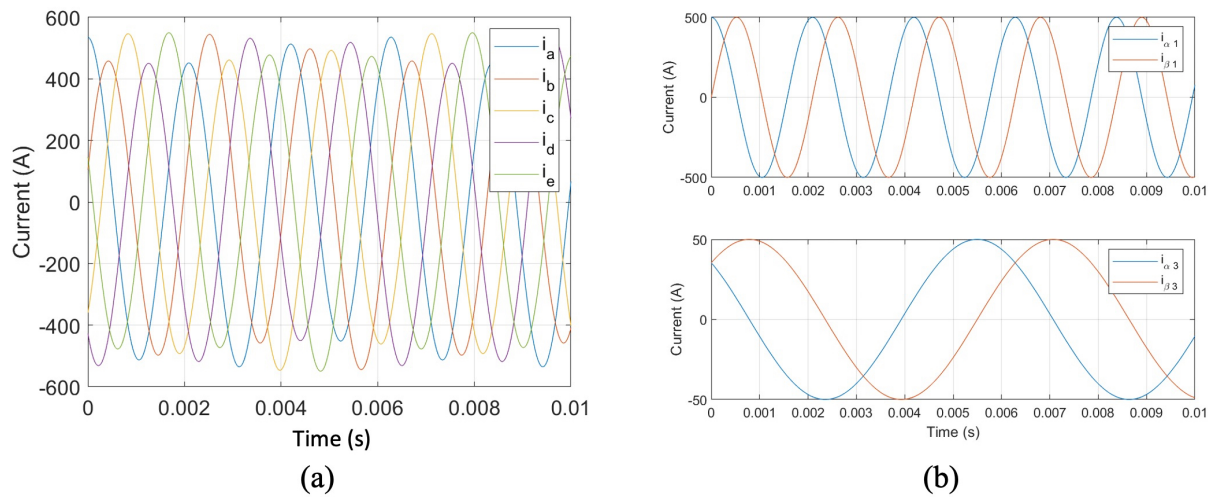 600
400
200
0
-200
-400
-600
Current (A)
0 0.002 0.004 0.006 0.008 0.01
Time (s)
i_a
i_b
i_c
i_d
i_e
(a)
500
0
-500
Current (A)
0 0.001 0.002 0.003 0.004 0.005 0.006 0.007 0.008 0.009 0.01
i_α 1
i_β 1
50
0
-50
Current (A)
0 0.001 0.002 0.003 0.004 0.005 0.006 0.007 0.008 0.009 0.01
Time (s)
i_α 3
i_β 3
(b)